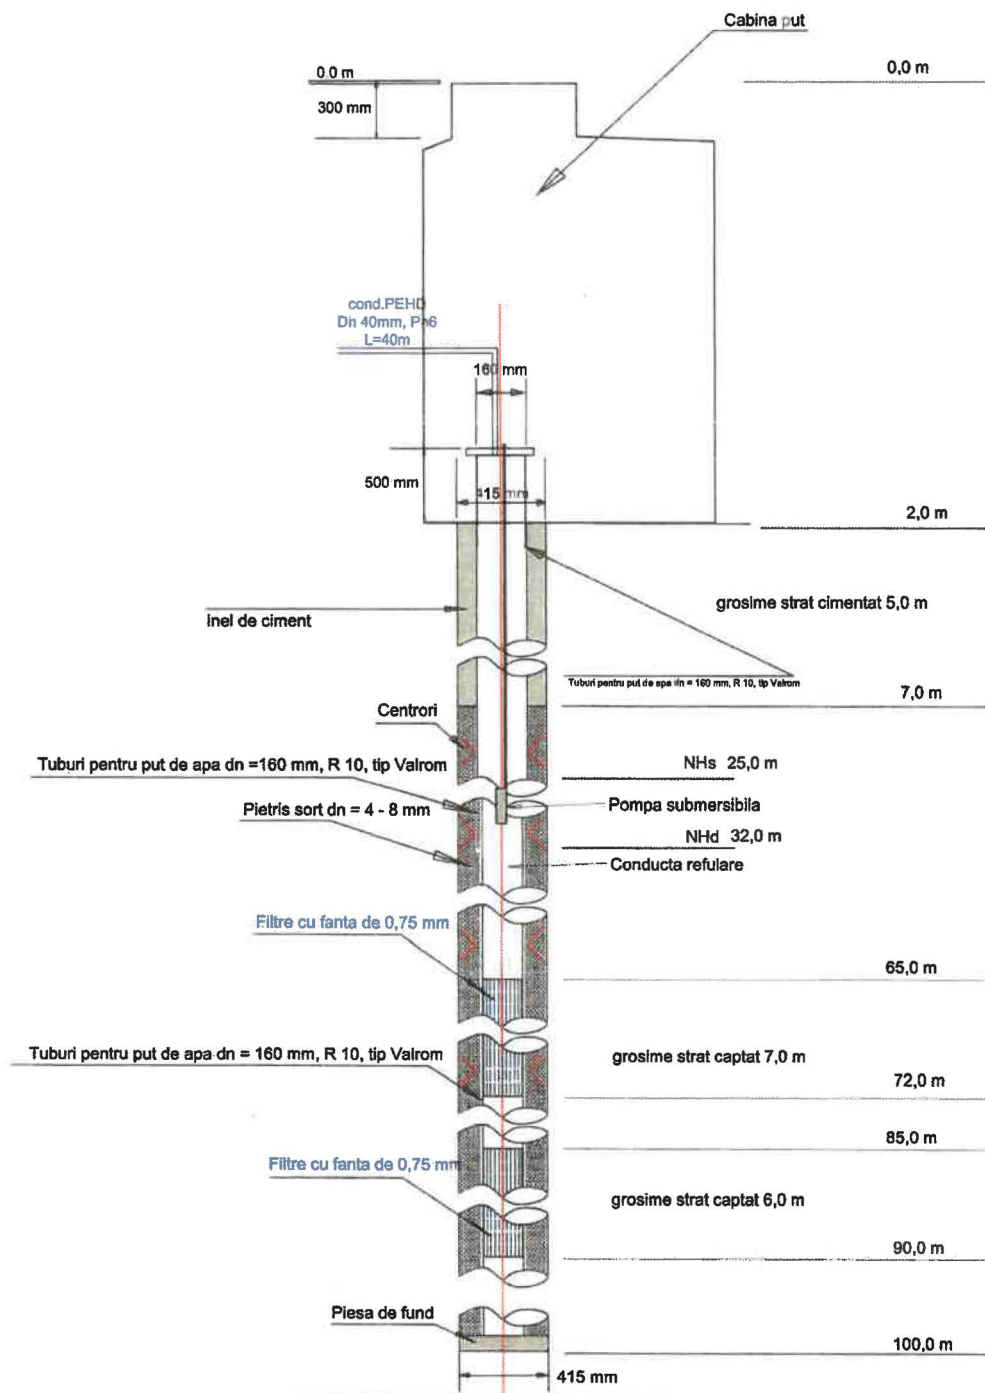 Cabina put
0,0 m
0 0 m
300 mm
cond.PEHD
Dn 40mm, Pn6
L=40m
160 mm
500 mm
415 mm
2,0 m
grosime strat cimentat 5,0 m
Inel de ciment
Tuburi pentru put de apa dn = 160 mm, R 10, tip Valrom
7,0 m
Centrori
NHs 25,0 m
Tuburi pentru put de apa dn =160 mm, R 10, tip Valrom
Pompa submersibila
Pietris sort dn = 4 - 8 mm
NHd 32,0 m
Conducta refulare
Filtre cu fanta de 0,75 mm
65,0 m
Tuburi pentru put de apa dn = 160 mm, R 10, tip Valrom
grosime strat captat 7,0 m
72,0 m
85,0 m
Filtre cu fanta de 0,75 mm
grosime strat captat 6,0 m
90,0 m
Piesa de fund
100,0 m
415 mm